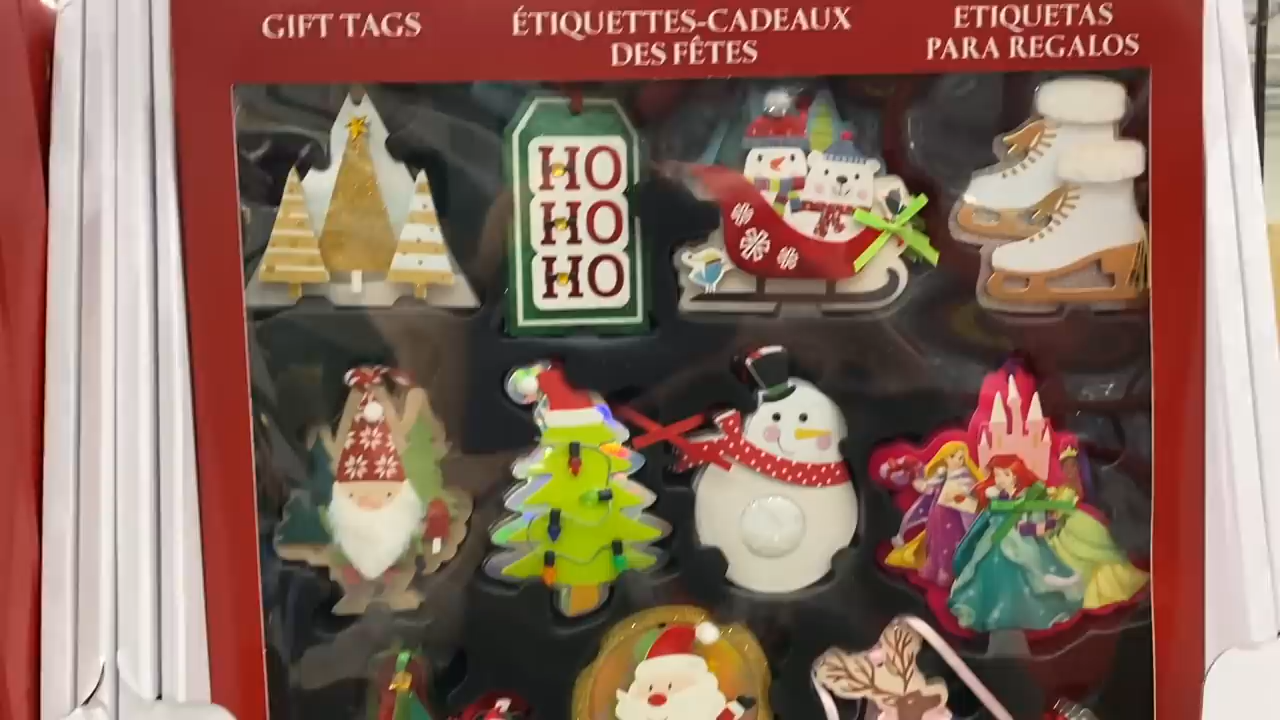 GIFT TAGS
ÉTIQUETTES-CADEAUX
DES FÊTES
ETIQUETAS
PARA REGALOS
HO
HO
HO